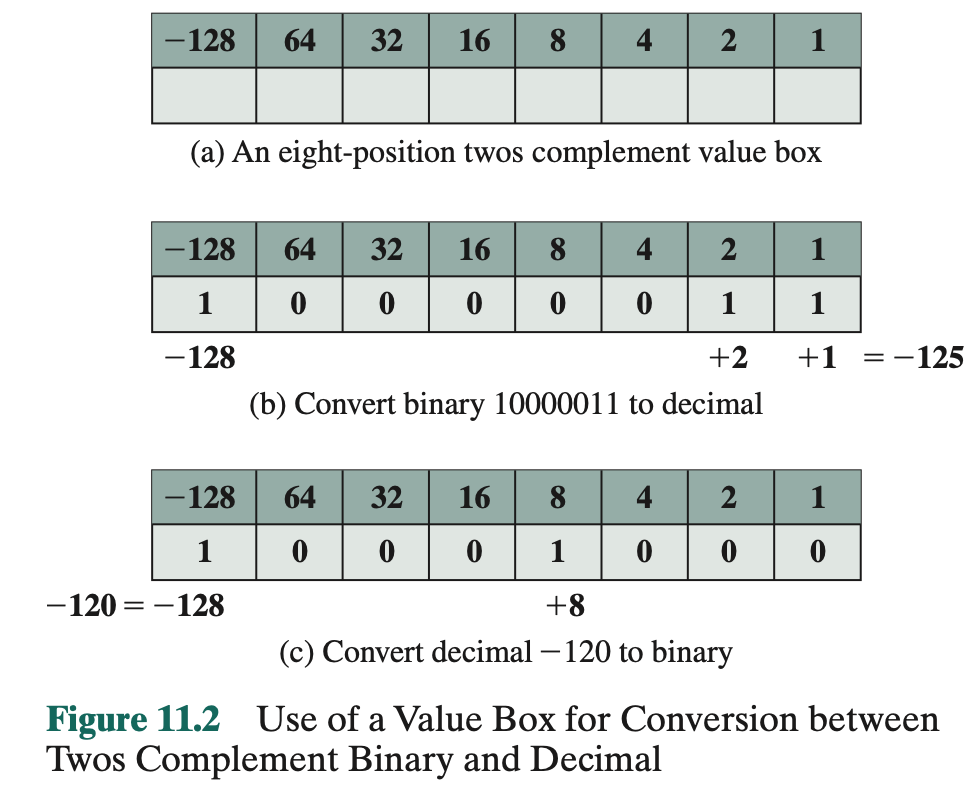 −128 64 32 16 8 4 2 1
(a) An eight-position twos complement value box
−128 64 32 16 8 4 2 1
1 0 0 0 0 0 1 1
−128 +2 +1 = −125
(b) Convert binary 10000011 to decimal
−128 64 32 16 8 4 2 1
1 0 0 0 1 0 0 0
−120 = −128 +8
(c) Convert decimal −120 to binary
Figure 11.2 Use of a Value Box for Conversion between
Twos Complement Binary and Decimal